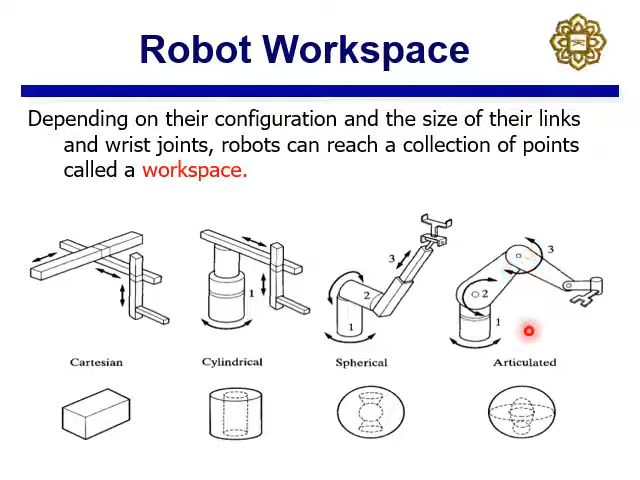 Robot Workspace
Depending on their configuration and the size of their links
and wrist joints, robots can reach a collection of points
called a workspace.
3
3
2
2
1
1
1
Cartesian
Cylindrical
Spherical
Articulated